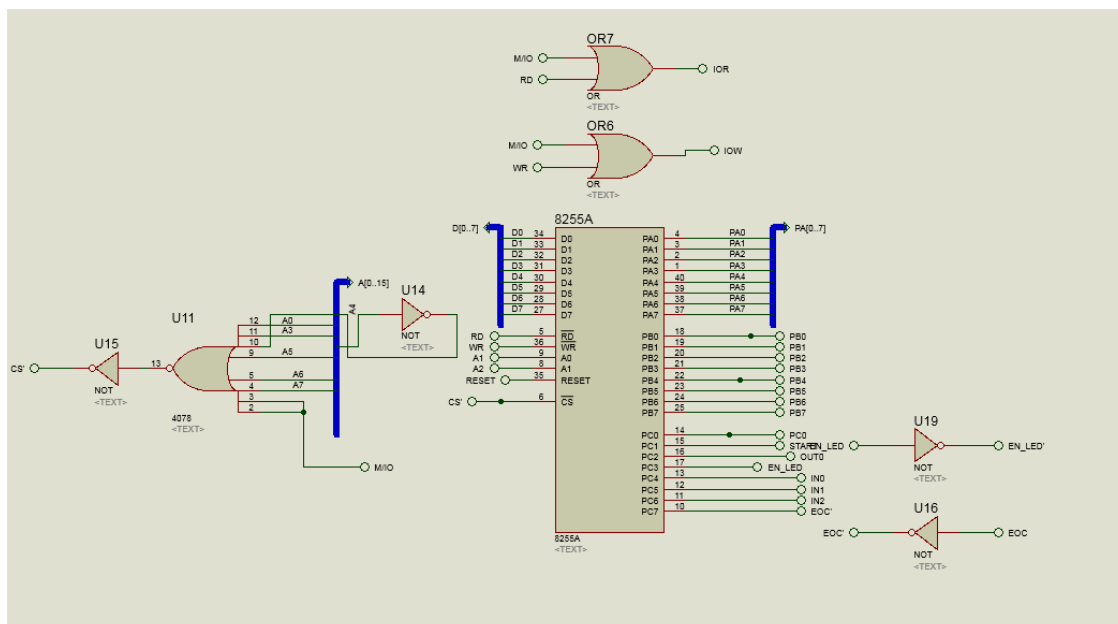 OR7
M/IO
RD
IOR
OR
<TEXT>
OR6
M/IO
WR
IOW
OR
<TEXT>
8255A
D[0..7]
PA[0..7]
D0 34 D0 PA0 4 PA0
D1 33 D1 PA1 3 PA1
D2 32 D2 PA2 2 PA2
D3 31 D3 PA3 1 PA3
D4 30 D4 PA4 40 PA4
D5 29 D5 PA5 39 PA5
D6 28 D6 PA6 38 PA6
D7 27 D7 PA7 37 PA7
RD 5 RD PB0 18 PB0
WR 36 WR PB1 19 PB1
A1 9 A0 PB2 20 PB2
A2 8 A1 PB3 21 PB3
RESET 35 RESET PB4 22 PB4
PB5 23 PB5
CS' 6 CS PB6 24 PB6
PB7 25 PB7
PC0 14 PC0
PC1 15 START
PC2 16 OUT0
PC3 17 EN_LED
PC4 13 IN0
PC5 12 IN1
PC6 11 IN2
PC7 10 EOC'
8255A
<TEXT>
A[0..15]
A4
U14
NOT
<TEXT>
U11
12 A0
11 A3
10
9 A5
5 A6
4 A7
3
2
13
4078
<TEXT>
M/IO
U15
CS'
NOT
<TEXT>
U19
EN_LED
EN_LED'
NOT
<TEXT>
U16
EOC'
EOC
NOT
<TEXT>